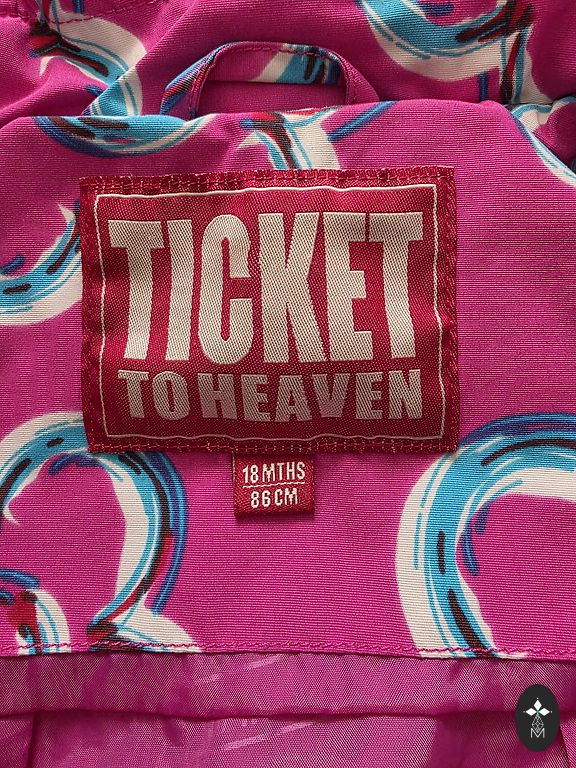 TICKET
TO HEAVEN
18 MTHS
86 CM